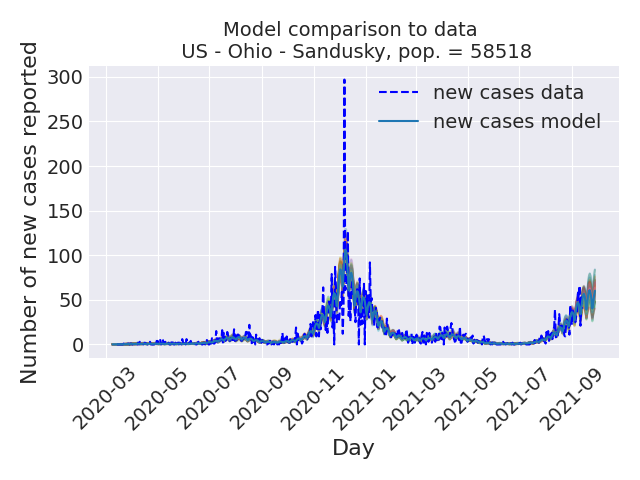 Model comparison to data
US - Ohio - Sandusky, pop. = 58518
Number of new cases reported
300
250
200
150
100
50
0
new cases data
new cases model
2020-03
2020-05
2020-07
2020-09
2020-11
2021-01
2021-03
2021-05
2021-07
2021-09
Day